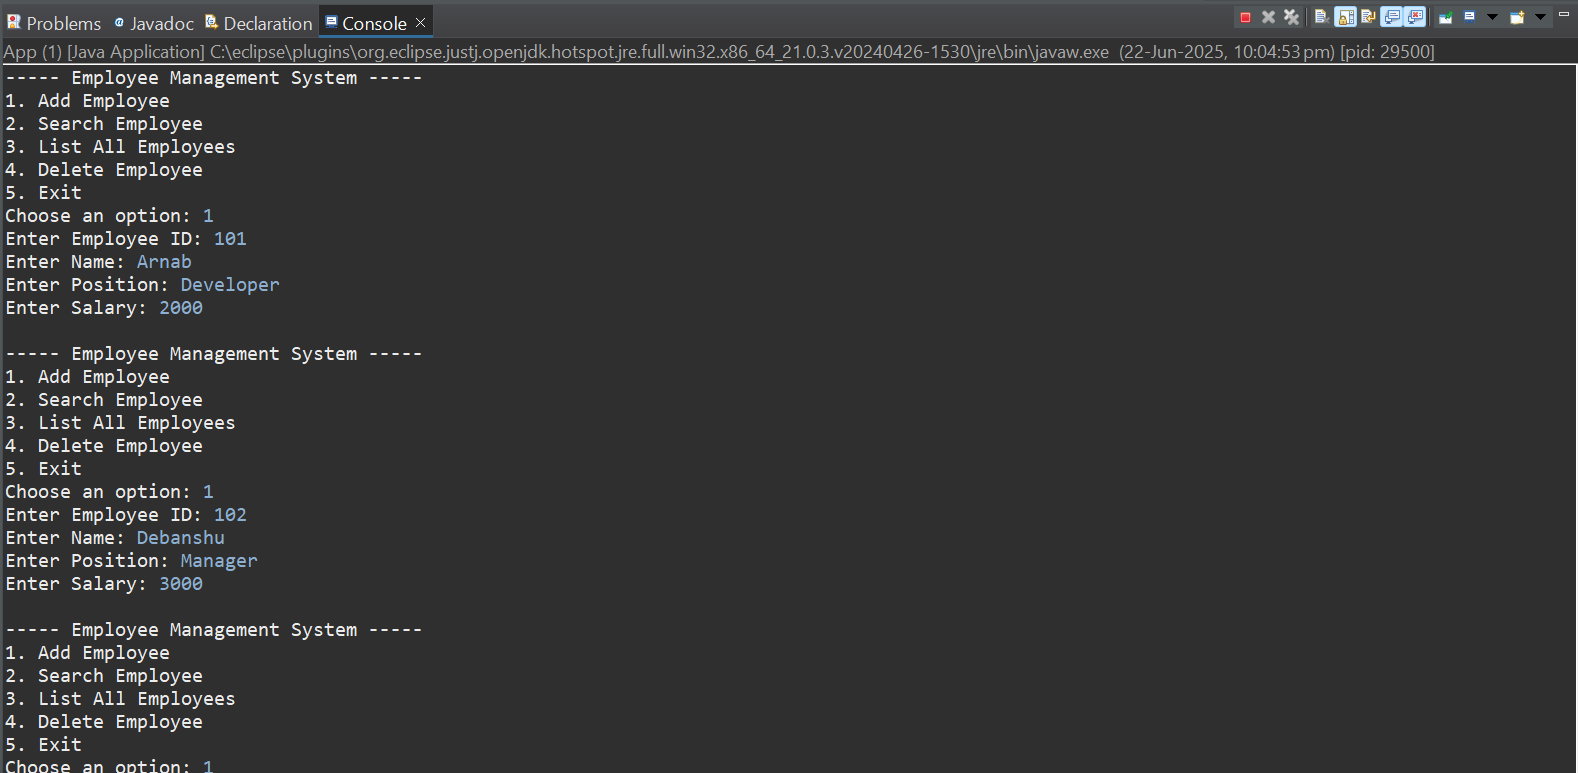 Problems @ Javadoc Declaration Console
App (1) [Java Application] C:\eclipse\plugins\org.eclipse.justj.openjdk.hotspot.jre.full.win32.x86_64_21.0.3.v20240426-1530\jre\bin\javaw.exe (22-Jun-2025, 10:04:53 pm) [pid: 29500]
----- Employee Management System -----
1. Add Employee
2. Search Employee
3. List All Employees
4. Delete Employee
5. Exit
Choose an option: 1
Enter Employee ID: 101
Enter Name: Arnab
Enter Position: Developer
Enter Salary: 2000
----- Employee Management System -----
1. Add Employee
2. Search Employee
3. List All Employees
4. Delete Employee
5. Exit
Choose an option: 1
Enter Employee ID: 102
Enter Name: Debanshu
Enter Position: Manager
Enter Salary: 3000
----- Employee Management System -----
1. Add Employee
2. Search Employee
3. List All Employees
4. Delete Employee
5. Exit
Choose an option: 1